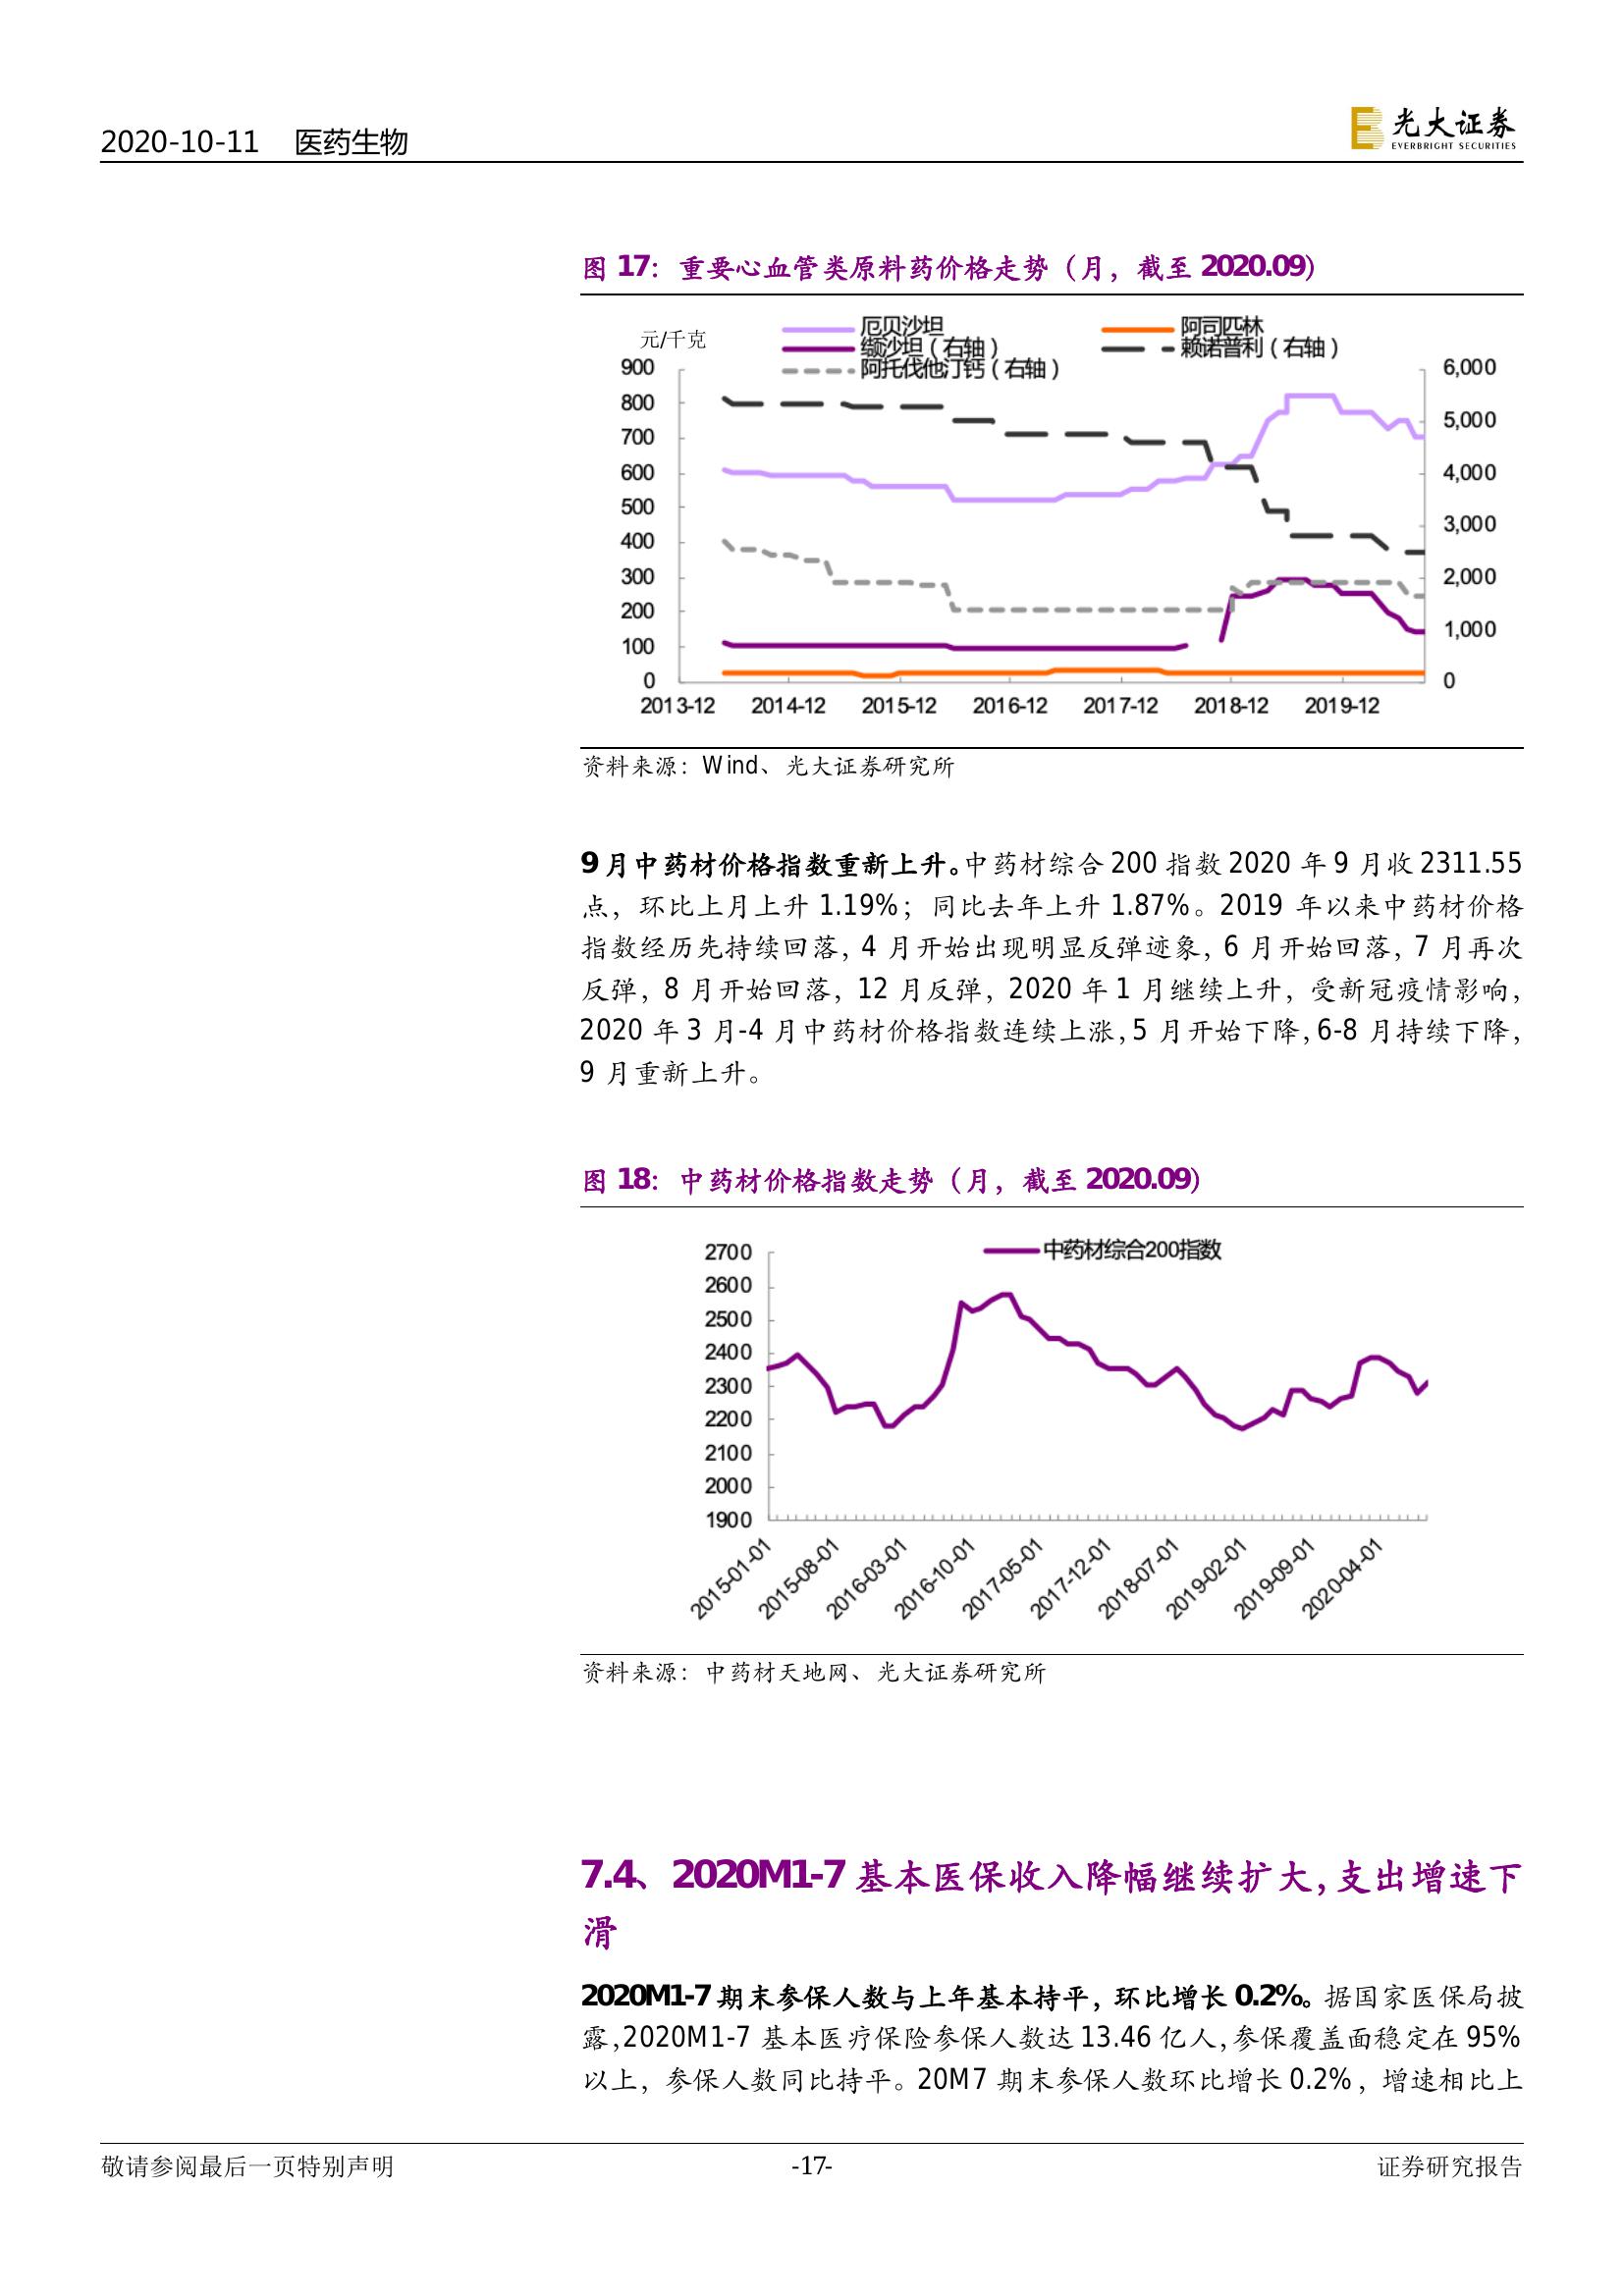 2020-10-11 医药生物
光大证券
EVERBRIGHT SECURITIES
图 17：重要心血管类原料药价格走势（月，截至 2020.09）
元/千克
厄贝沙坦
阿司匹林
缬沙坦（右轴）
赖诺普利（右轴）
阿托伐他汀钙（右轴）
900
800
700
600
500
400
300
200
100
0
6,000
5,000
4,000
3,000
2,000
1,000
0
2013-12 2014-12 2015-12 2016-12 2017-12 2018-12 2019-12
资料来源：Wind、光大证券研究所
9 月中药材价格指数重新上升。中药材综合 200 指数 2020 年 9 月收 2311.55
点，环比上月上升 1.19%；同比去年上升 1.87%。2019 年以来中药材价格
指数经历先持续回落，4 月开始出现明显反弹迹象，6 月开始回落，7 月再次
反弹，8 月开始回落，12 月反弹，2020 年 1 月继续上升，受新冠疫情影响，
2020 年 3 月-4 月中药材价格指数连续上涨，5 月开始下降，6-8 月持续下降，
9 月重新上升。
图 18：中药材价格指数走势（月，截至 2020.09）
中药材综合200指数
2700
2600
2500
2400
2300
2200
2100
2000
1900
2015-01-01 2015-08-01 2016-03-01 2016-10-01 2017-05-01 2017-12-01 2018-07-01 2019-02-01 2019-09-01 2020-04-01
资料来源：中药材天地网、光大证券研究所
7.4、2020M1-7 基本医保收入降幅继续扩大，支出增速下
滑
2020M1-7 期末参保人数与上年基本持平，环比增长 0.2%。据国家医保局披
露，2020M1-7 基本医疗保险参保人数达 13.46 亿人，参保覆盖面稳定在 95%
以上，参保人数同比持平。20M7 期末参保人数环比增长 0.2%，增速相比上
敬请参阅最后一页特别声明
-17-
证券研究报告